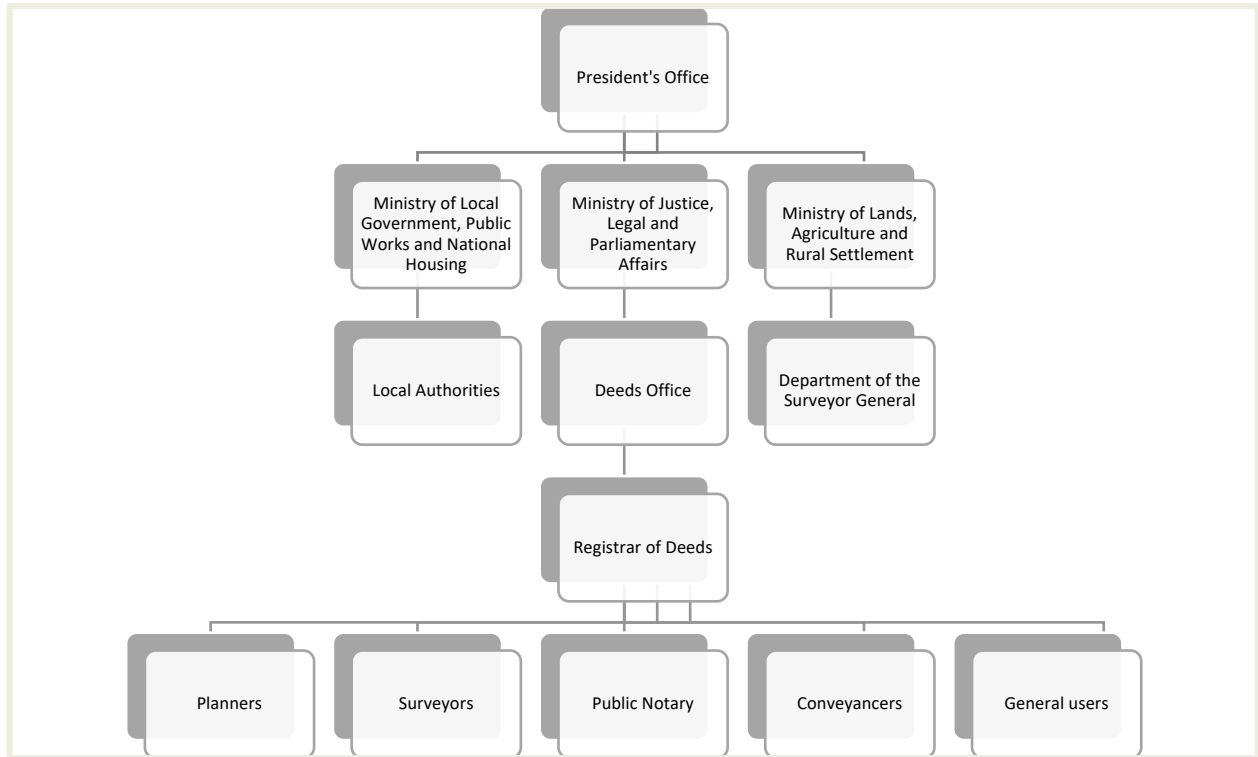 President's Office
Ministry of Local
Government, Public
Works and National
Housing
Ministry of Justice,
Legal and
Parliamentary
Affairs
Ministry of Lands,
Agriculture and
Rural Settlement
Local Authorities
Deeds Office
Department of the
Surveyor General
Registrar of Deeds
Planners
Surveyors
Public Notary
Conveyancers
General users